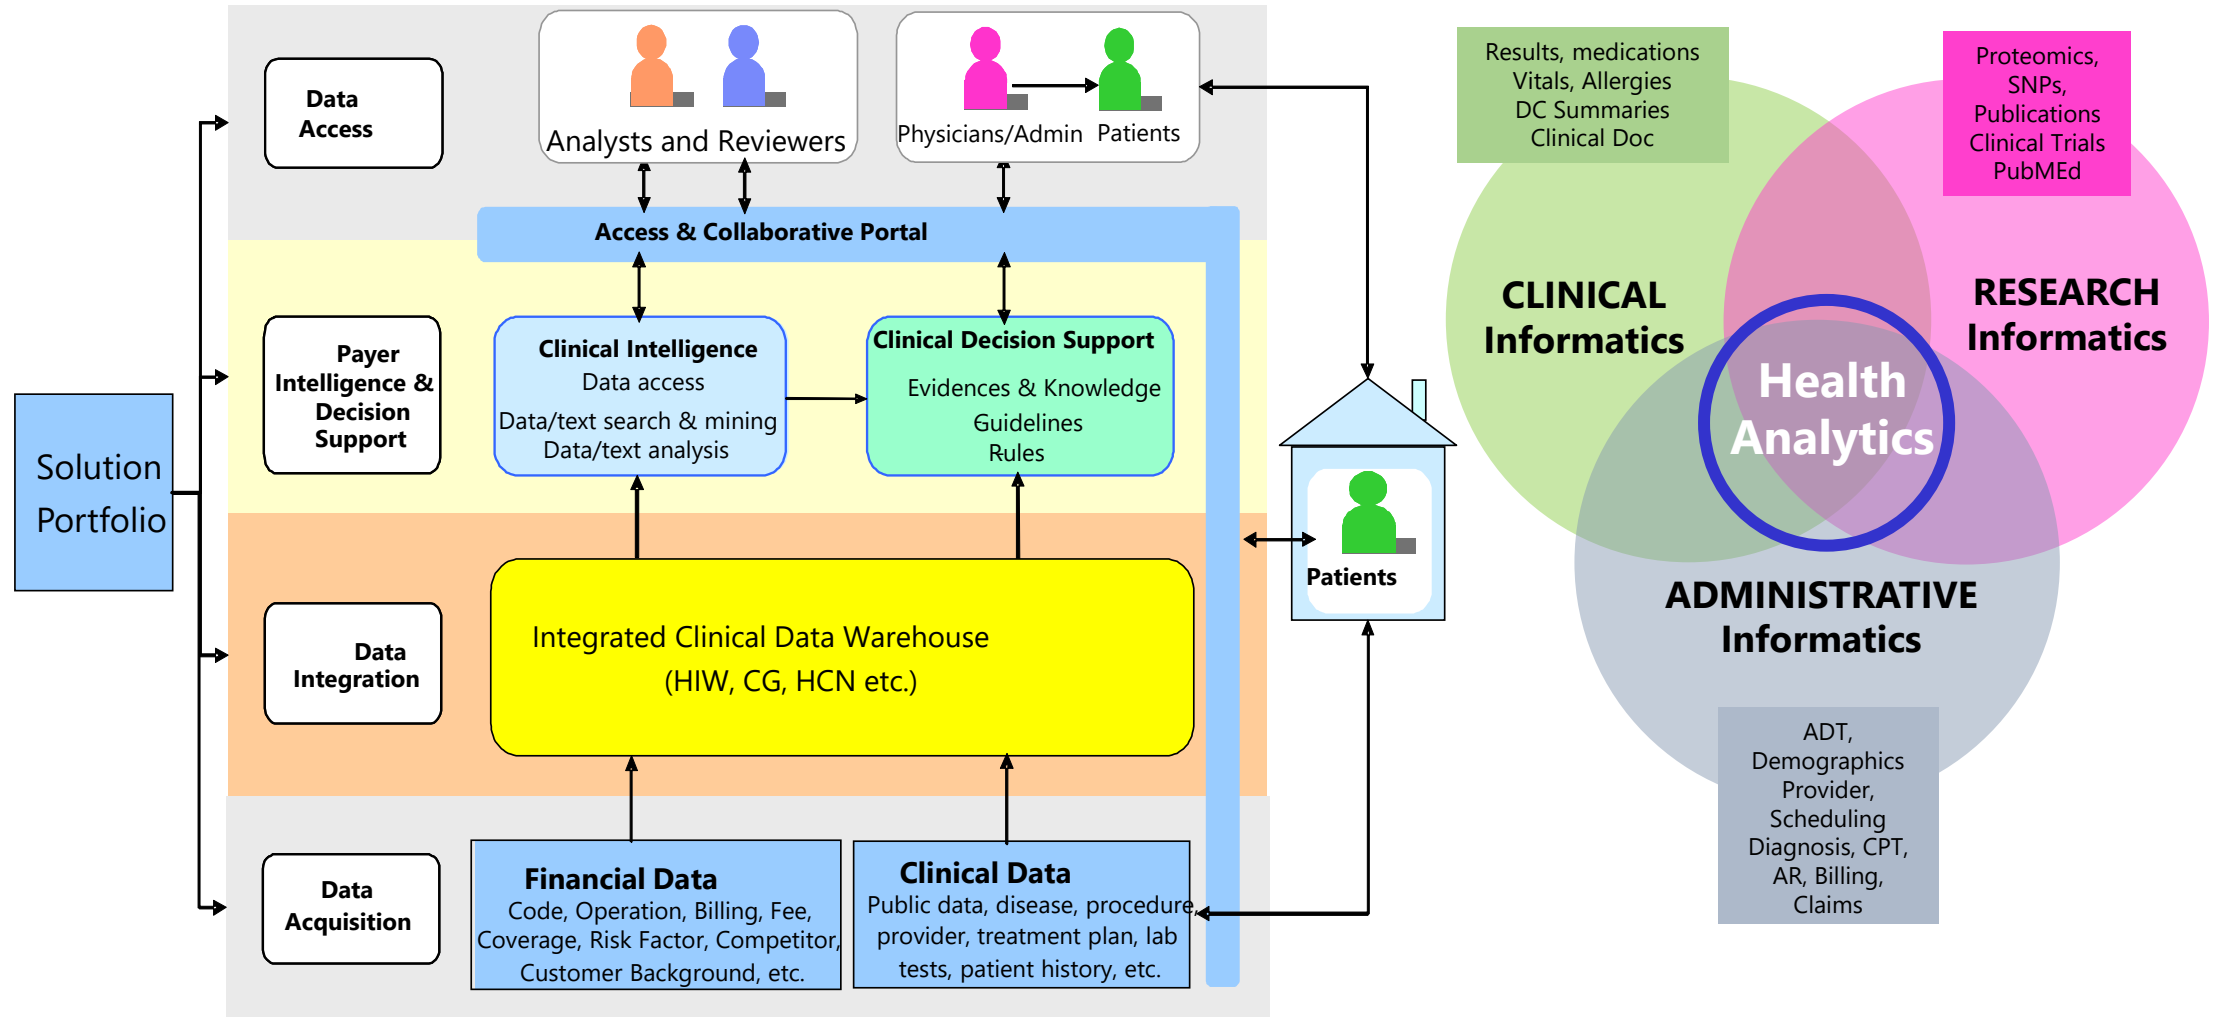 Solution
Portfolio
Data
Access
Payer
Intelligence &
Decision
Support
Data
Integration
Data
Acquisition
Analysts and Reviewers
Physicians/Admin
Patients
Access & Collaborative Portal
Clinical Intelligence
Data access
Data/text search & mining
Data/text analysis
Clinical Decision Support
Evidences & Knowledge
Guidelines
Rules
Integrated Clinical Data Warehouse
(HIW, CG, HCN etc.)
Financial Data
Code, Operation, Billing, Fee,
Coverage, Risk Factor, Competitor,
Customer Background, etc.
Clinical Data
Public data, disease, procedure,
provider, treatment plan, lab
tests, patient history, etc.
Patients
Results, medications
Vitals, Allergies
DC Summaries
Clinical Doc
Proteomics,
SNPs,
Publications
Clinical Trials
PubMEd
CLINICAL
Informatics
RESEARCH
Informatics
Health
Analytics
ADMINISTRATIVE
Informatics
ADT,
Demographics
Provider,
Scheduling
Diagnosis, CPT,
AR, Billing,
Claims